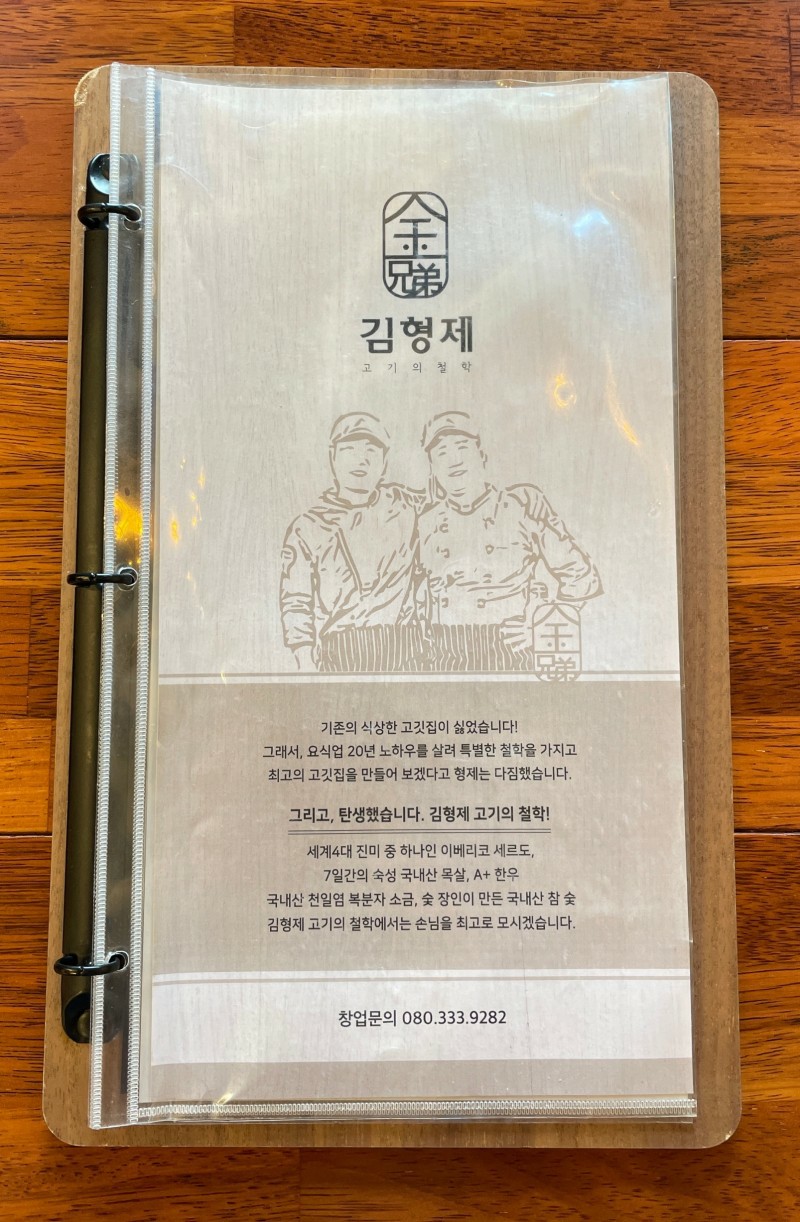 金
兄弟
김형제
고기의철학
金
兄弟
기존의 식상한 고깃집이 싫었습니다!
그래서, 요식업 20년 노하우를 살려 특별한 철학을 가지고
최고의 고깃집을 만들어 보겠다고 형제는 다짐했습니다.
그리고, 탄생했습니다. 김형제 고기의 철학!
세계4대 진미 중 하나인 이베리코 세르도,
7일간의 숙성 국내산 목살, A+ 한우
국내산 천일염 복분자 소금, 숯 장인이 만든 국내산 참 숯
김형제 고기의 철학에서는 손님을 최고로 모시겠습니다.
창업문의 080.333.9282